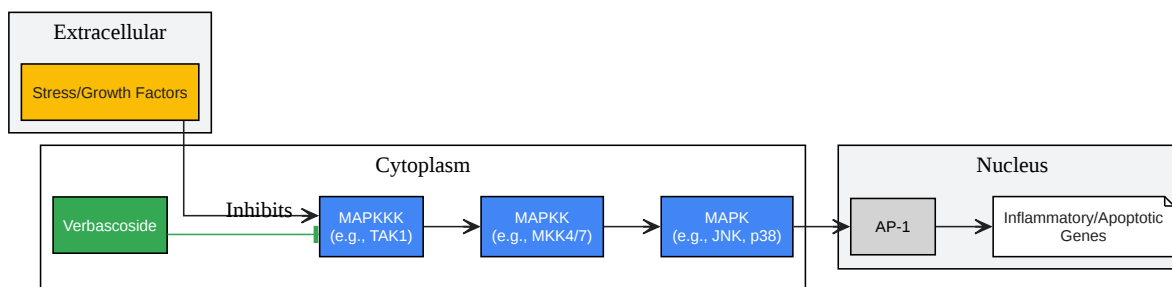 Extracellular
Stress/Growth Factors
Cytoplasm
Verbascoside
Inhibits
MAPKKK
(e.g., TAK1)
MAPKK
(e.g., MKK4/7)
MAPK
(e.g., JNK, p38)
Nucleus
AP-1
Inflammatory/Apoptotic
Genes